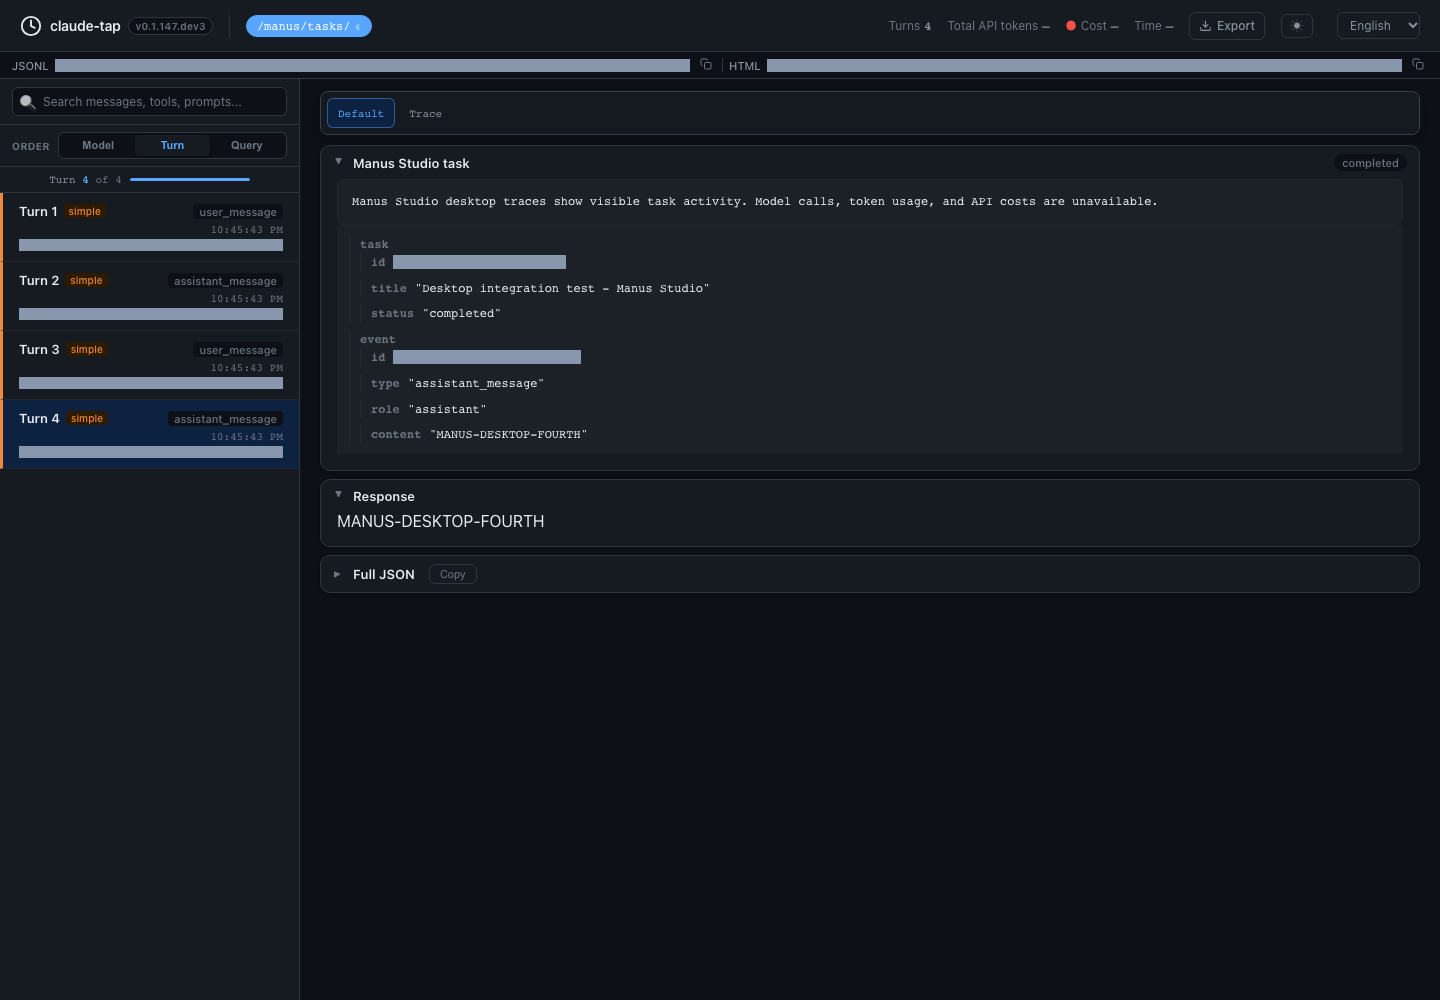 claude-tap v0.1.147.dev3 /manus/tasks/ 4 Turns 4 Total API tokens — Cost — Time — Export English
JSONL HTML
Search messages, tools, prompts...
ORDER Model Turn Query
Turn 4 of 4
Turn 1 simple user_message
10:45:43 PM
Turn 2 simple assistant_message
10:45:43 PM
Turn 3 simple user_message
10:45:43 PM
Turn 4 simple assistant_message
10:45:43 PM
Default Trace
Manus Studio task completed
Manus Studio desktop traces show visible task activity. Model calls, token usage, and API costs are unavailable.
task
id
title "Desktop integration test - Manus Studio"
status "completed"
event
id
type "assistant_message"
role "assistant"
content "MANUS-DESKTOP-FOURTH"
Response
MANUS-DESKTOP-FOURTH
Full JSON Copy